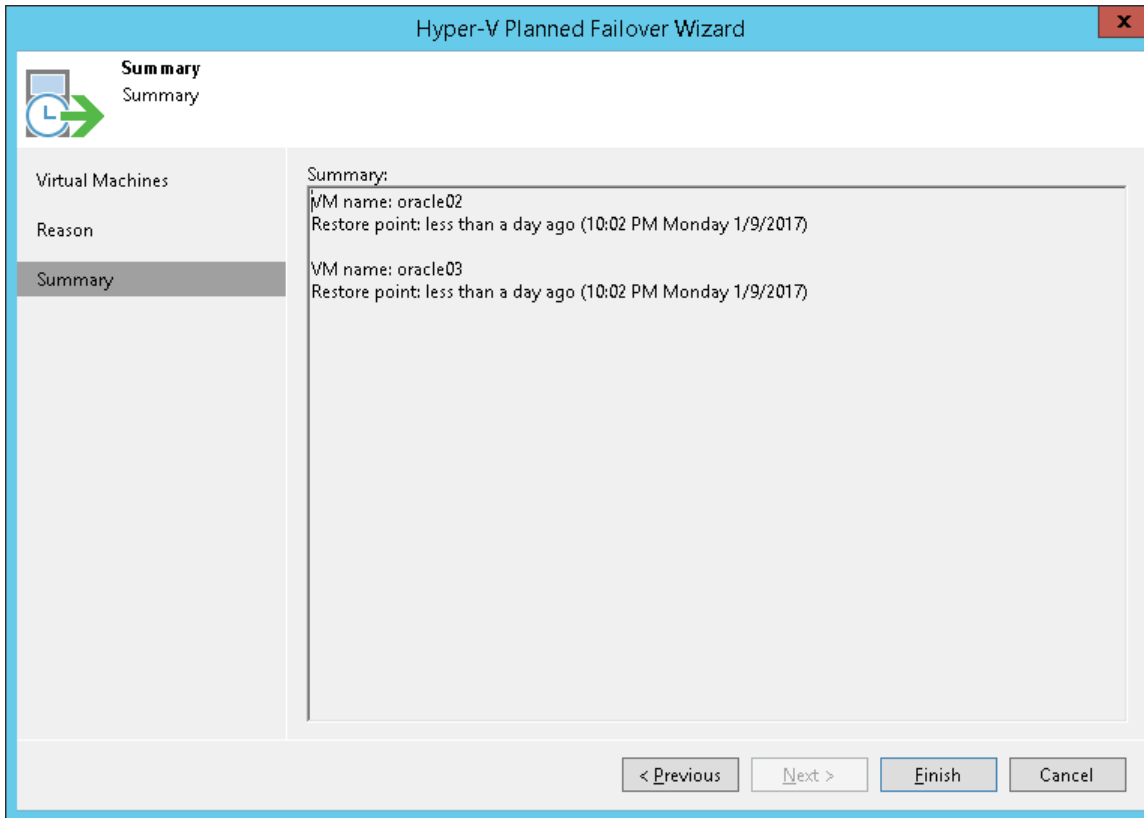 Hyper-V Planned Failover Wizard
x
Summary
Summary
Virtual Machines
Reason
Summary
Summary:
VM name: oracle02
Restore point: less than a day ago (10:02 PM Monday 1/9/2017)
VM name: oracle03
Restore point: less than a day ago (10:02 PM Monday 1/9/2017)
< Previous
Next >
Finish
Cancel